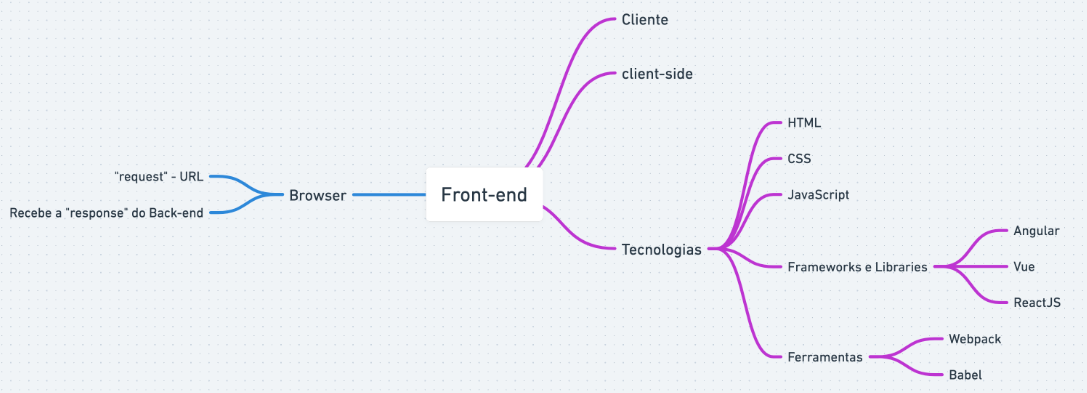 Cliente
client-side
HTML
CSS
JavaScript
"request" - URL
Browser
Front-end
Recebe a "response" do Back-end
Tecnologias
Angular
Frameworks e Libraries
Vue
ReactJS
Webpack
Ferramentas
Babel